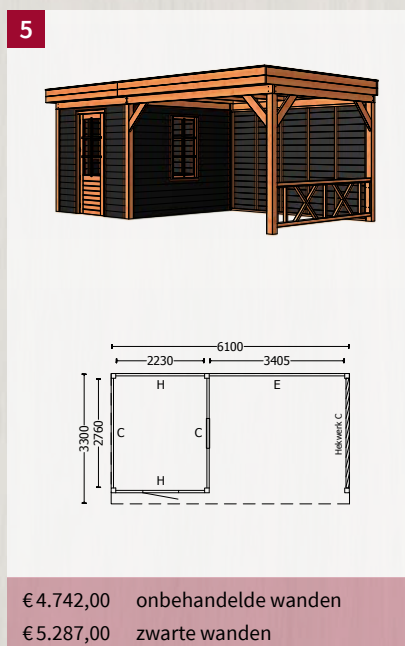 5
6100
2230 3405
H E
3300
2760
C C
Hekwerk C
H
€ 4.742,00 onbehandelde wanden
€ 5.287,00 zwarte wanden